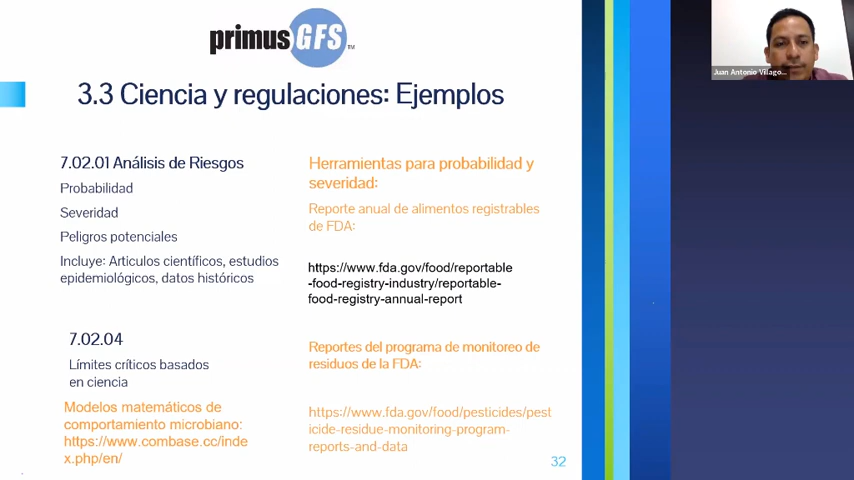 primusGFS™
3.3 Ciencia y regulaciones: Ejemplos
7.02.01 Análisis de Riesgos
Probabilidad
Severidad
Peligros potenciales
Incluye: Articulos científicos, estudios
epidemiológicos, datos históricos
7.02.04
Límites críticos basados
en ciencia
Modelos matemáticos de
comportamiento microbiano:
https://www.combase.cc/inde
x.php/en/
Herramientas para probabilidad y
severidad:
Reporte anual de alimentos registrables
de FDA:
https://www.fda.gov/food/reportable
-food-registry-industry/reportable-
food-registry-annual-report
Reportes del programa de monitoreo de
residuos de la FDA:
https://www.fda.gov/food/pesticides/pest
icide-residue-monitoring-program-
reports-and-data
32
Juan Antonio Villago...